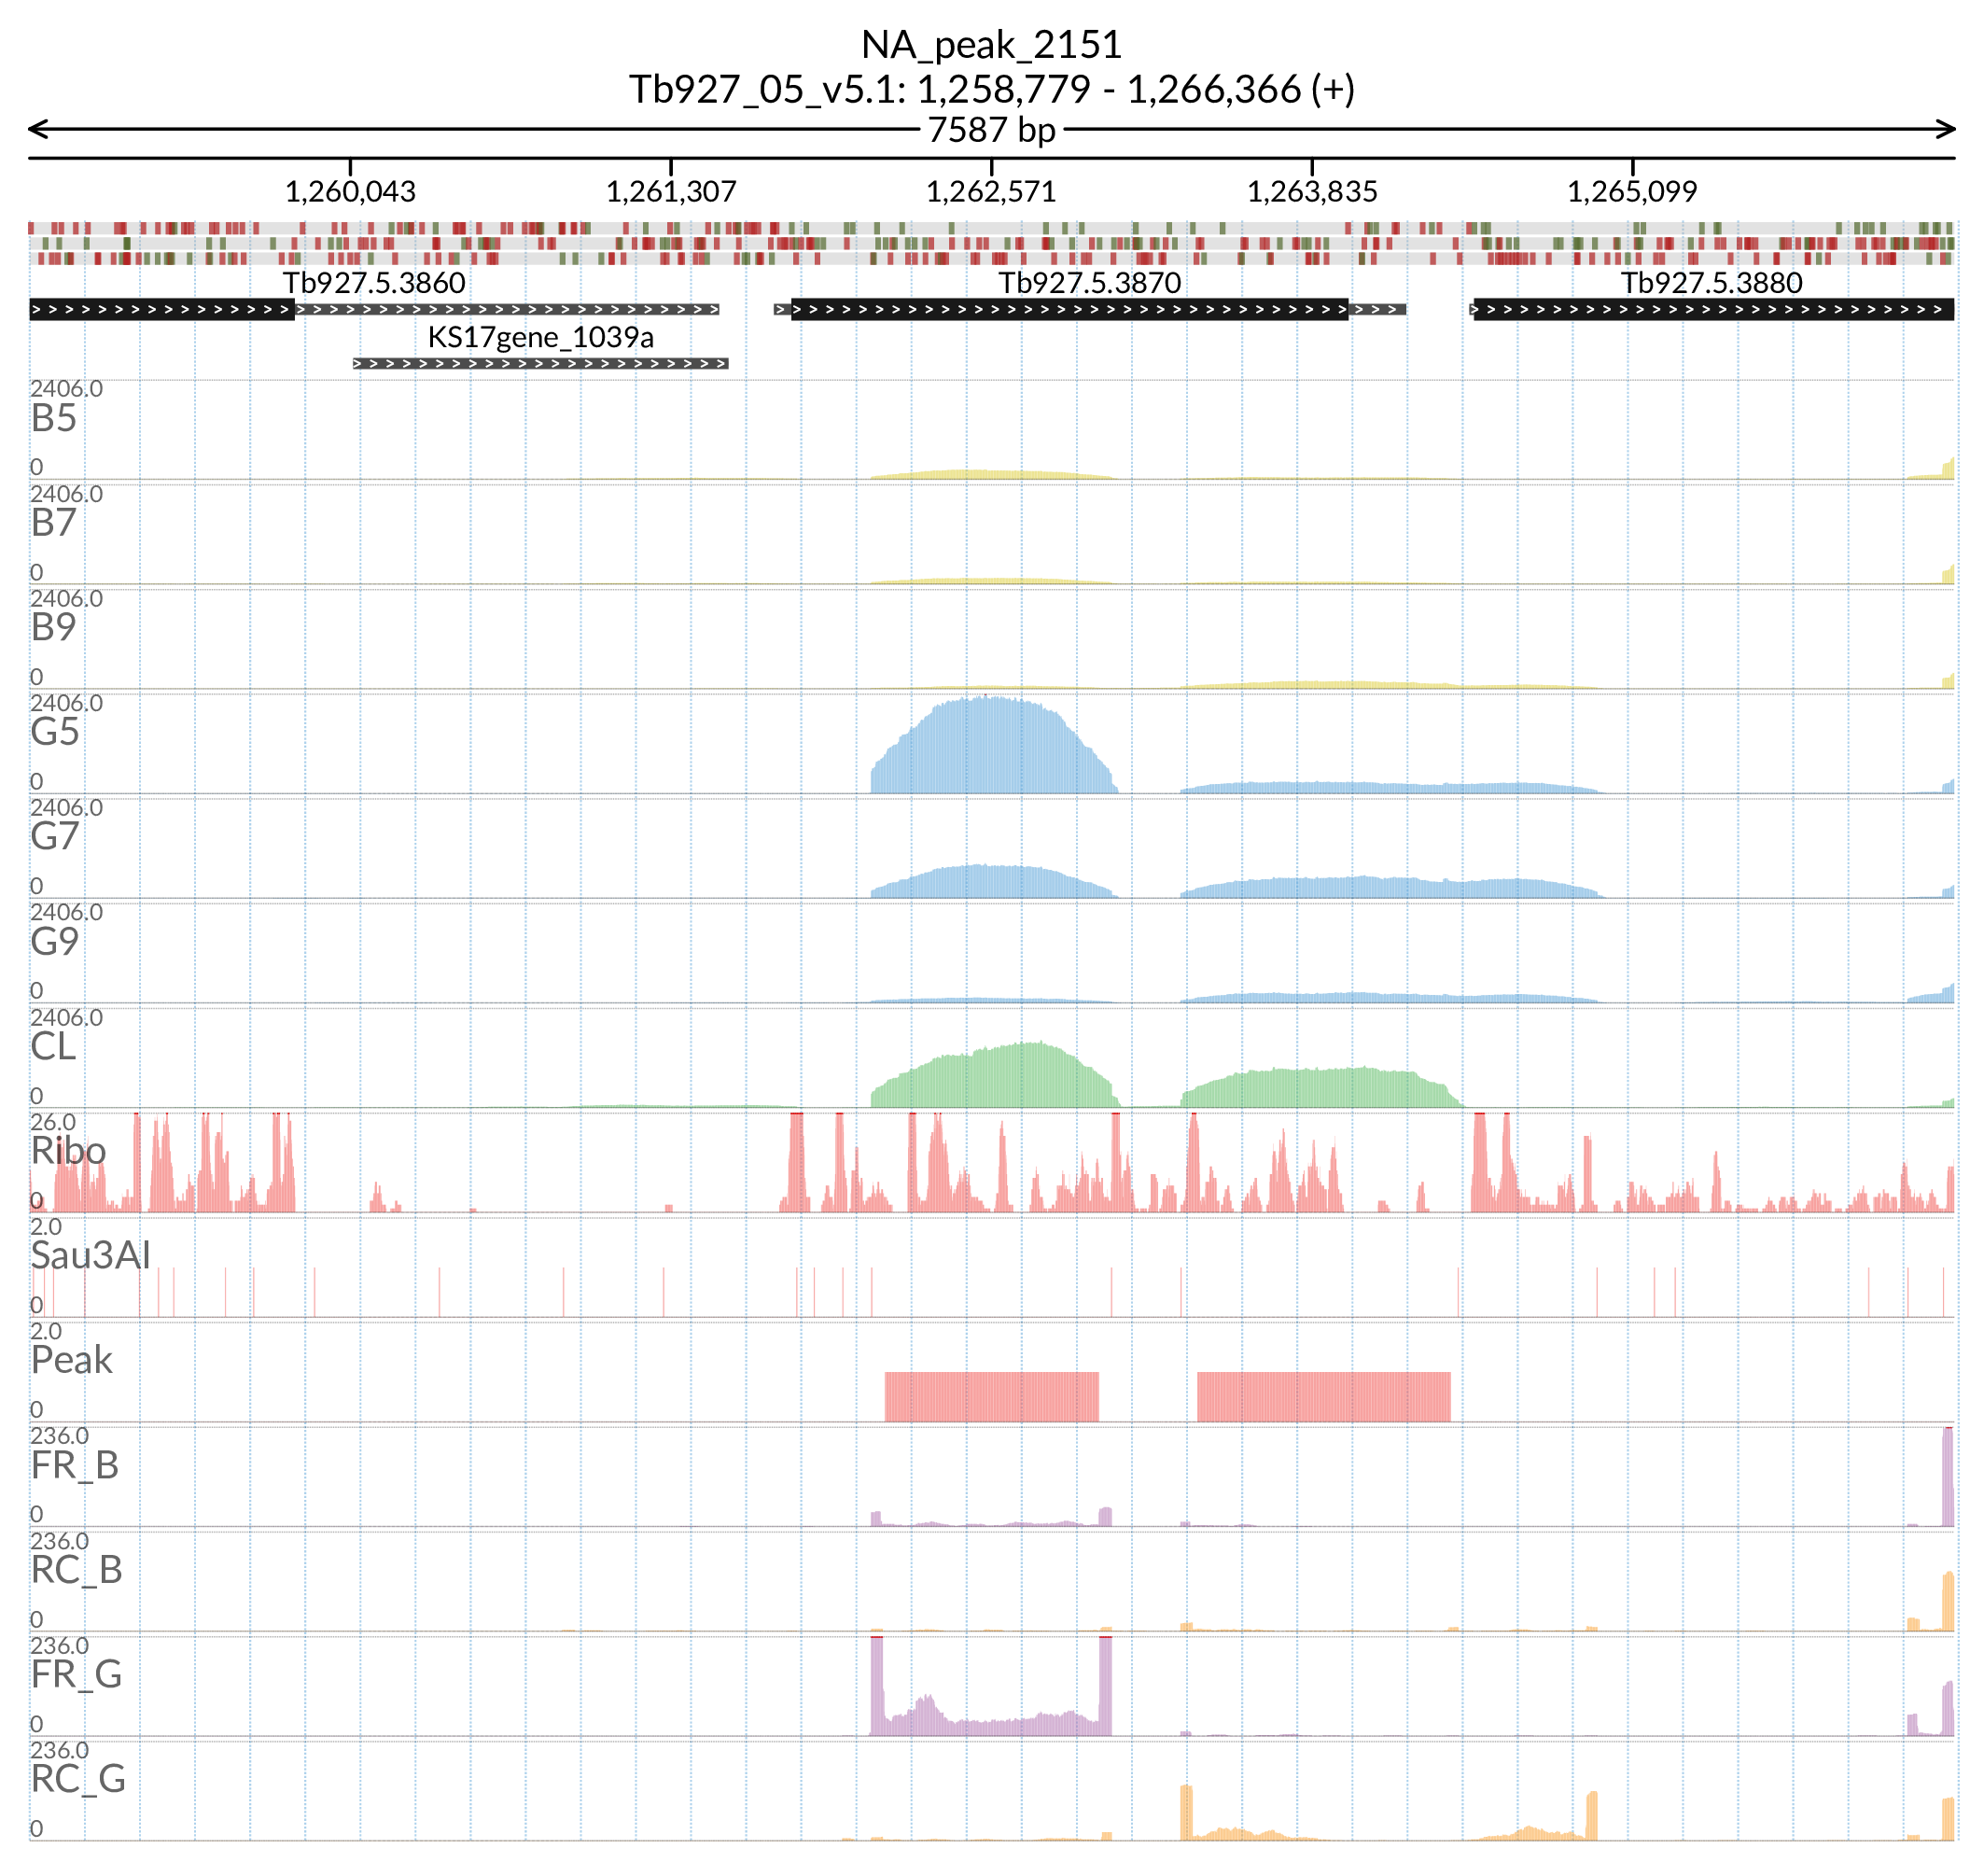 NA_peak_2151
Tb927_05_v5.1: 1,258,779 - 1,266,366 (+)
7587 bp
1,260,043 1,261,307 1,262,571 1,263,835 1,265,099
Tb927.5.3860 Tb927.5.3870 Tb927.5.3880
KS17gene_1039a
2406.0
B5
0
2406.0
B7
0
2406.0
B9
0
2406.0
G5
0
2406.0
G7
0
2406.0
G9
0
2406.0
CL
0
26.0
Ribo
0
2.0
Sau3AI
0
2.0
Peak
0
236.0
FR_B
0
236.0
RC_B
0
236.0
FR_G
0
236.0
RC_G
0